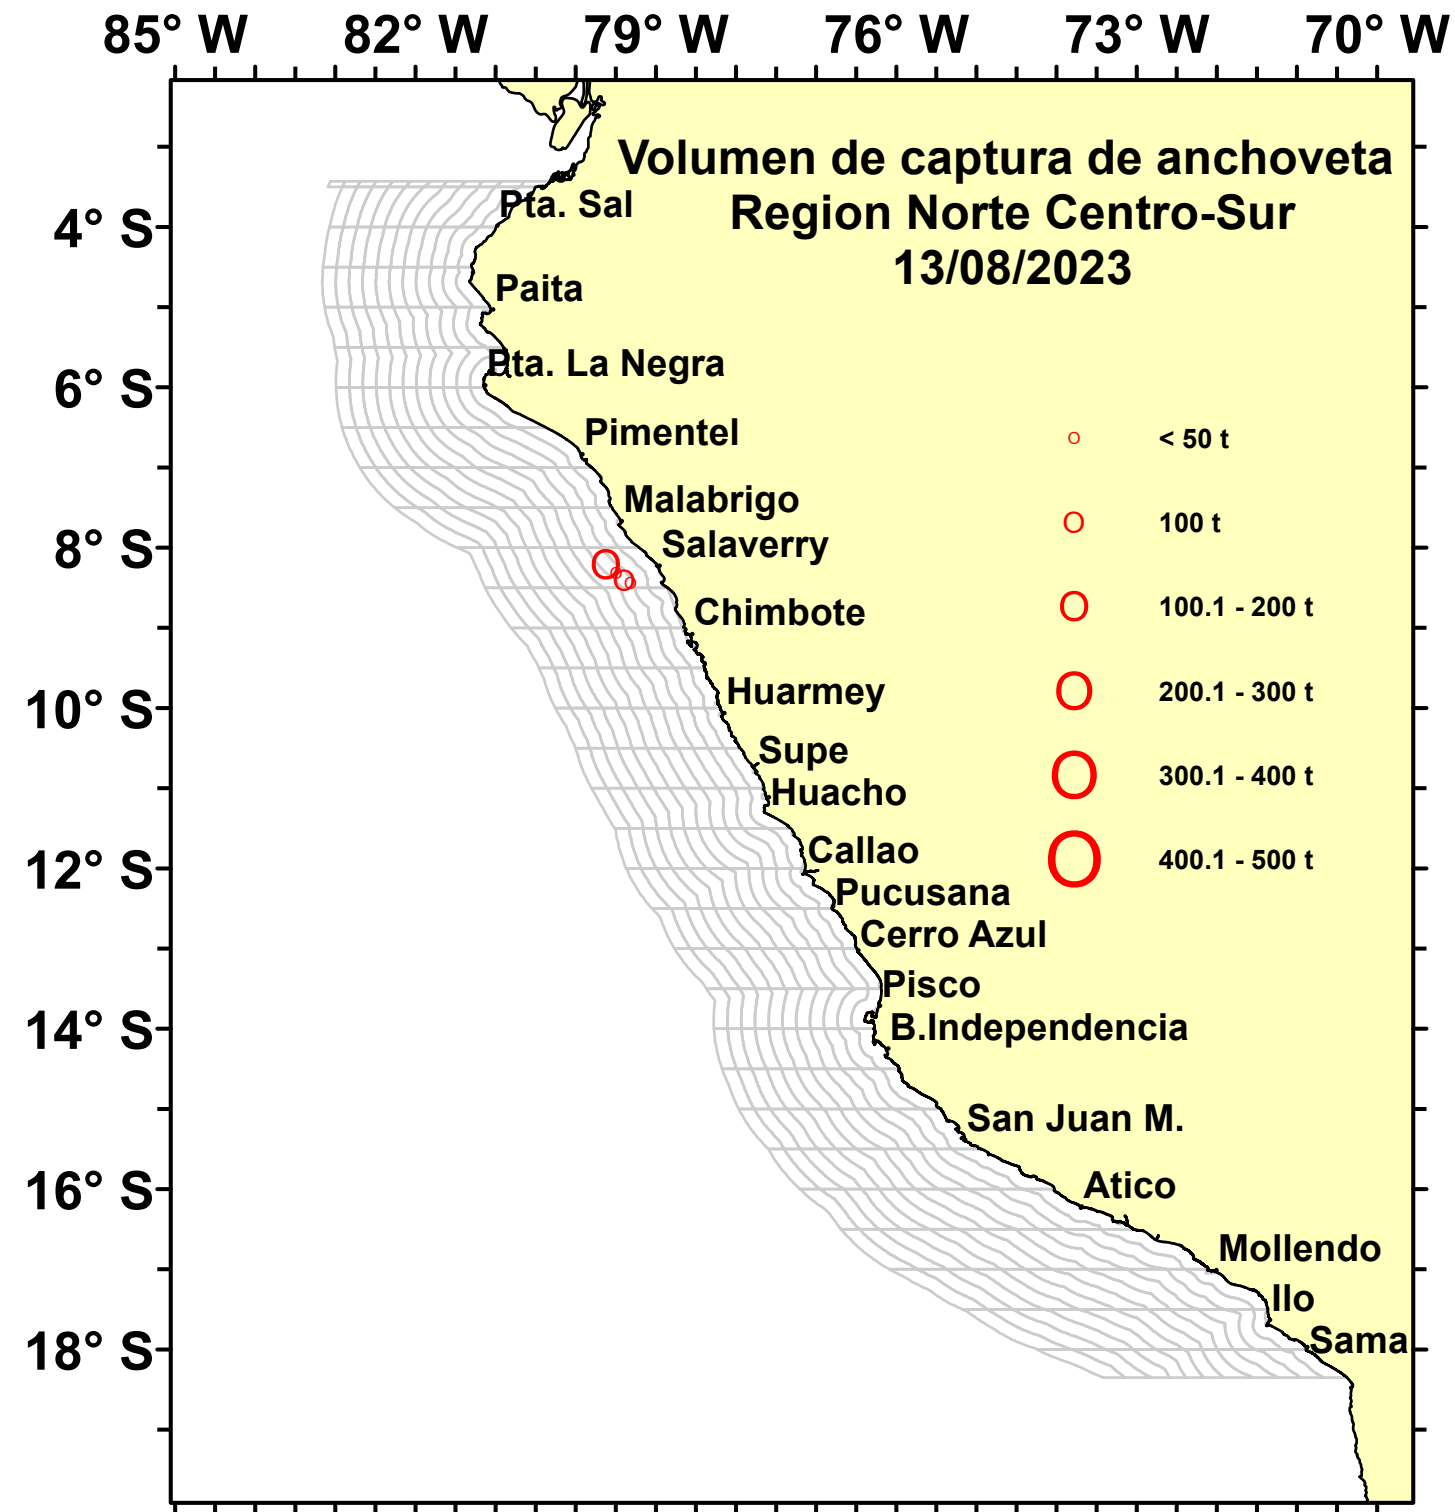 85° W 82° W 79° W 76° W 73° W 70° W
Volumen de captura de anchoveta
Region Norte Centro-Sur
13/08/2023
Pta. Sal
4° S
Paita
Pta. La Negra
6° S
Pimentel
< 50 t
Malabrigo
100 t
Salaverry
8° S
Chimbote
100.1 - 200 t
Huarmey
200.1 - 300 t
10° S
Supe
300.1 - 400 t
Huacho
Callao
400.1 - 500 t
12° S
Pucusana
Cerro Azul
Pisco
14° S
B.Independencia
San Juan M.
Atico
16° S
Mollendo
Ilo
Sama
18° S